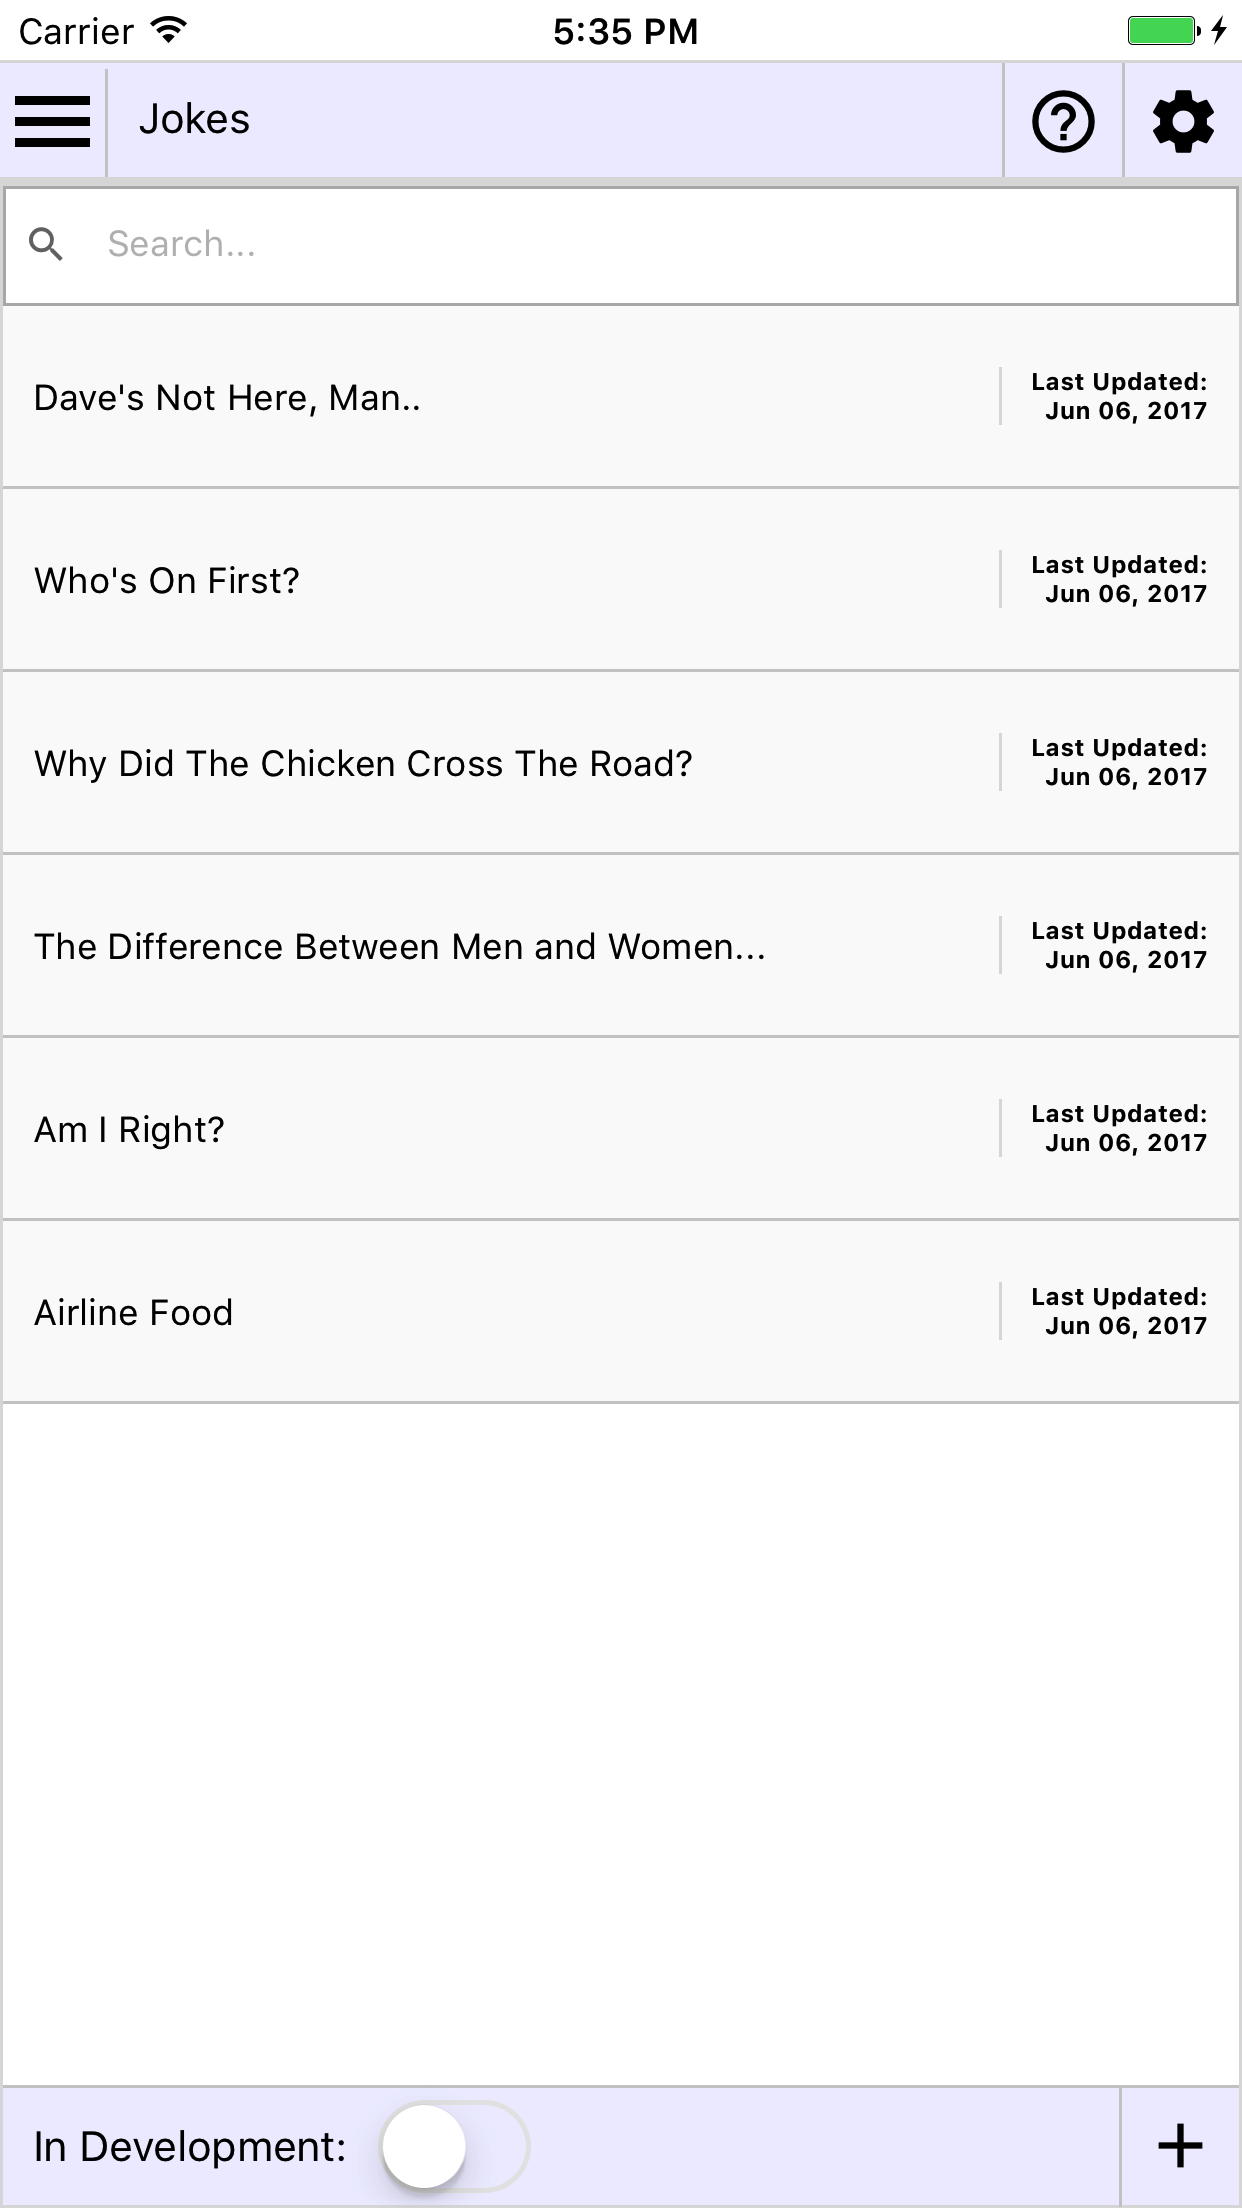 Carrier 5:35 PM
Jokes
Search...
Dave's Not Here, Man..
Last Updated:
Jun 06, 2017
Who's On First?
Last Updated:
Jun 06, 2017
Why Did The Chicken Cross The Road?
Last Updated:
Jun 06, 2017
The Difference Between Men and Women...
Last Updated:
Jun 06, 2017
Am I Right?
Last Updated:
Jun 06, 2017
Airline Food
Last Updated:
Jun 06, 2017
In Development: